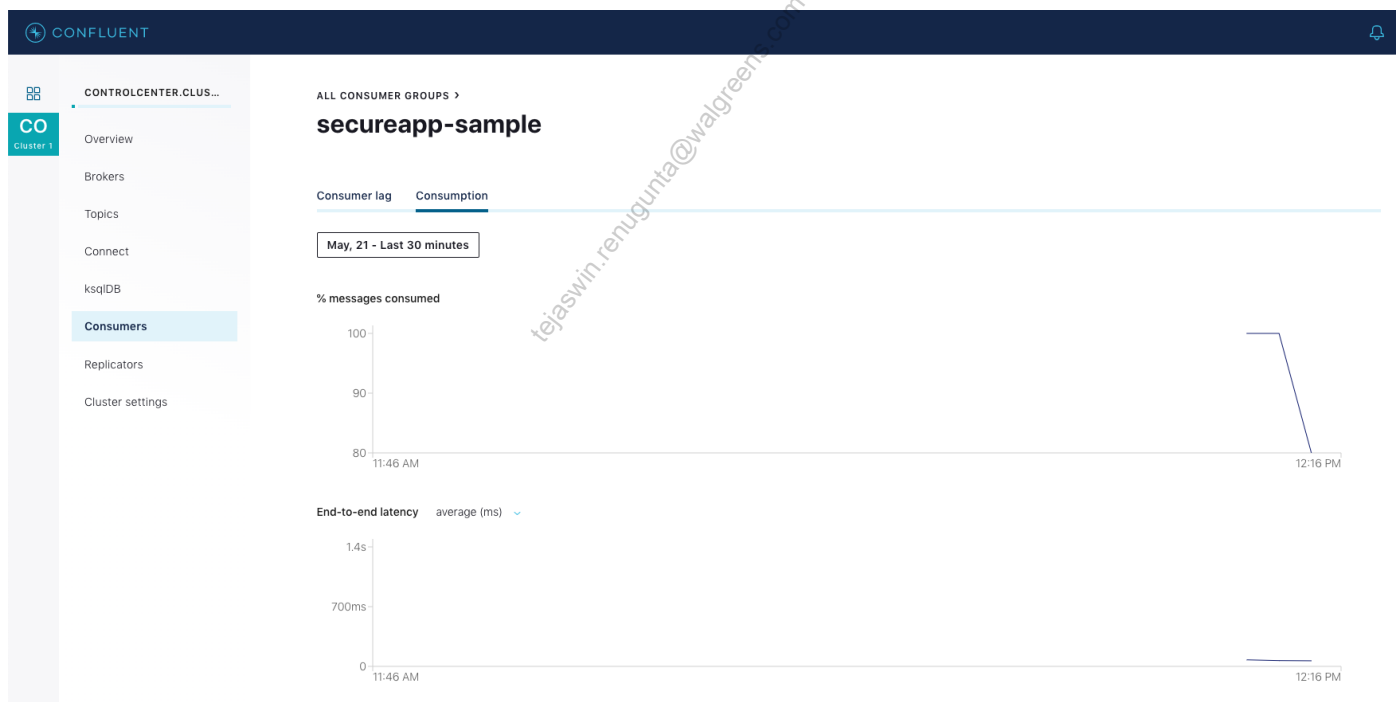 CONFLUENT
CONTROLCENTER.CLUS...
CO
Cluster 1
Overview
Brokers
Topics
Connect
ksqlDB
Consumers
Replicators
Cluster settings
ALL CONSUMER GROUPS >
secureapp-sample
Consumer lag Consumption
May, 21 - Last 30 minutes
% messages consumed
100
90
80
11:46 AM 12:16 PM
End-to-end latency average (ms)
1.4s
700ms
0
11:46 AM 12:16 PM
tejaswin.renugunta@walgreens.com